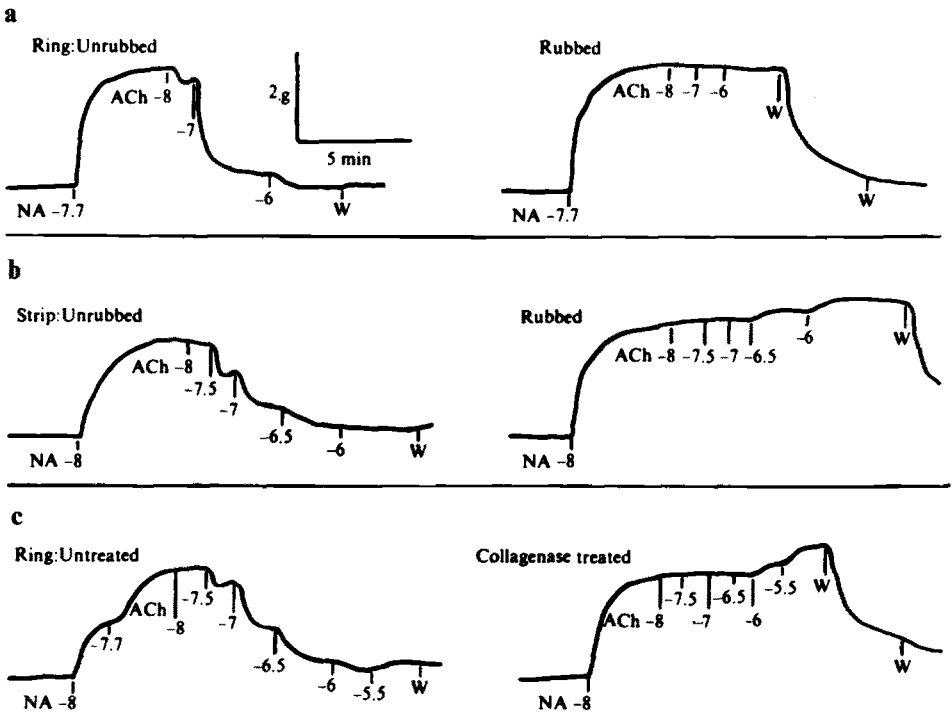 a
Ring:Unrubbed
Rubbed
ACh -8
-7
-6
NA -7.7
W
2 g
5 min
ACh -8
-7
-6
W
NA -7.7
W
b
Strip:Unrubbed
Rubbed
ACh -8
-7.5
-7
-6.5
-6
W
NA -8
ACh -8
-7.5
-7
-6.5
-6
W
NA -8
c
Ring:Untreated
Collagenase treated
-7.7
ACh
-8
-7.5
-7
-6.5
-6
-5.5
W
NA -8
ACh -8
-7.5
-7
-6.5
-6
-5.5
W
W
NA -8